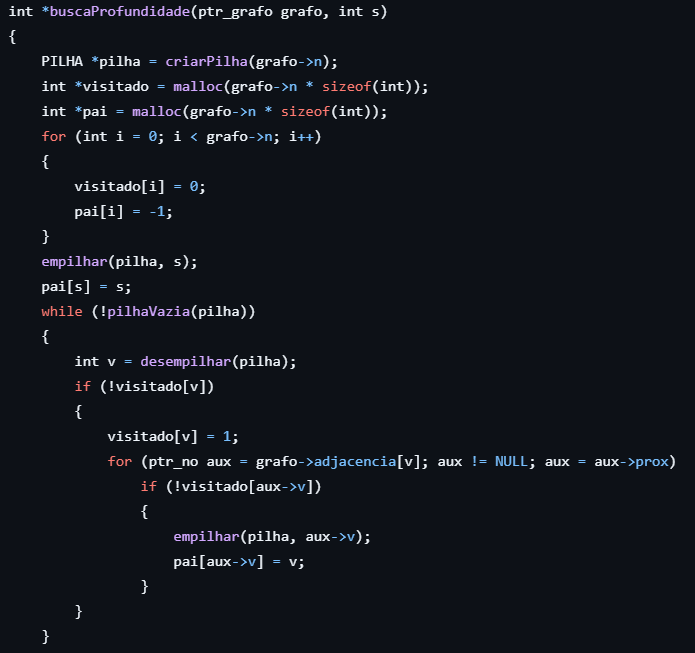 int *buscaProfundidade(ptr_grafo grafo, int s)
{
    PILHA *pilha = criarPilha(grafo->n);
    int *visitado = malloc(grafo->n * sizeof(int));
    int *pai = malloc(grafo->n * sizeof(int));
    for (int i = 0; i < grafo->n; i++)
    {
        visitado[i] = 0;
        pai[i] = -1;
    }
    empilhar(pilha, s);
    pai[s] = s;
    while (!pilhaVazia(pilha))
    {
        int v = desempilhar(pilha);
        if (!visitado[v])
        {
            visitado[v] = 1;
            for (ptr_no aux = grafo->adjacencia[v]; aux != NULL; aux = aux->prox)
                if (!visitado[aux->v])
                {
                    empilhar(pilha, aux->v);
                    pai[aux->v] = v;
                }
        }
    }